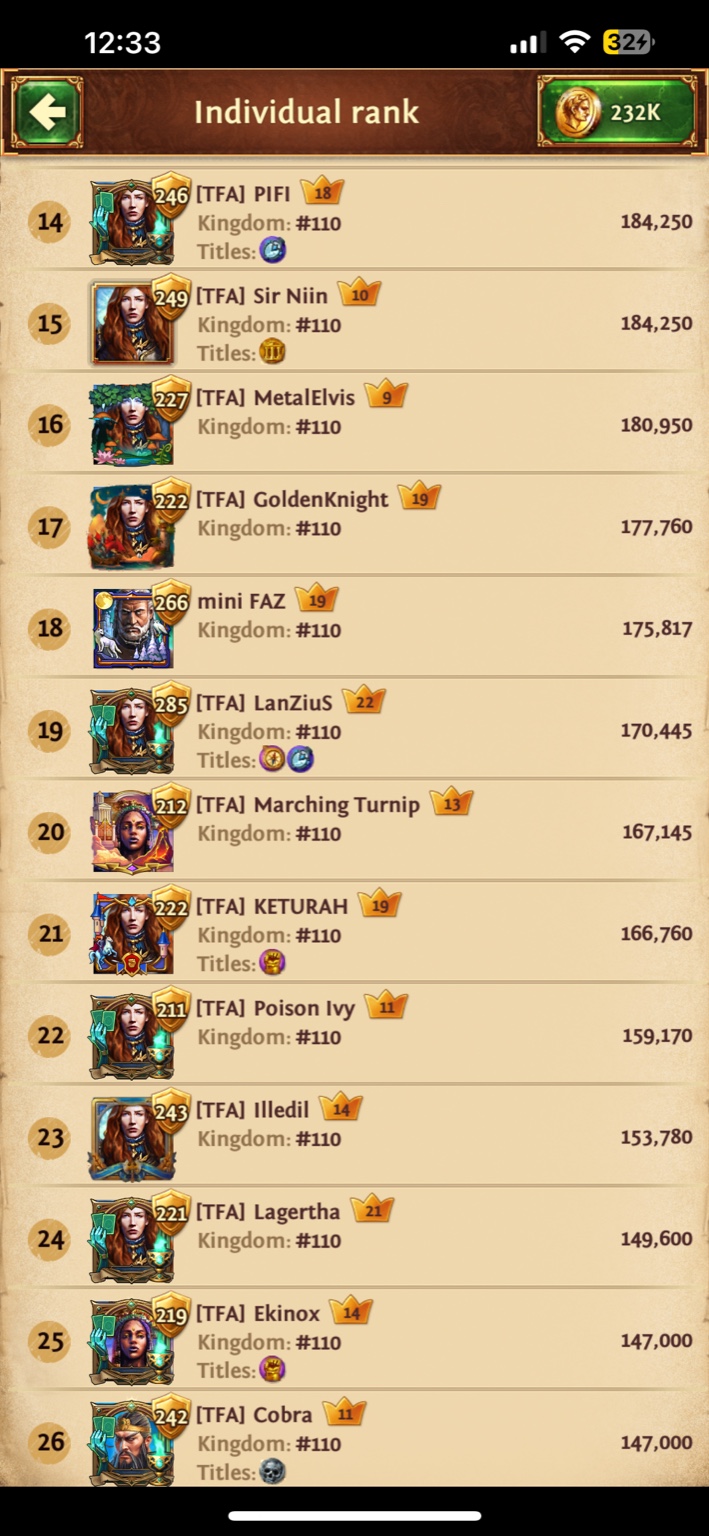 12:33
32
Individual rank
232K
14
246
[TFA] PIFI 18
Kingdom: #110
Titles:
184,250
15
249
[TFA] Sir Niin 10
Kingdom: #110
Titles:
184,250
16
227
[TFA] MetalElvis 9
Kingdom: #110
180,950
17
222
[TFA] GoldenKnight 19
Kingdom: #110
177,760
18
266
mini FAZ 19
Kingdom: #110
175,817
19
285
[TFA] LanZiuS 22
Kingdom: #110
Titles:
170,445
20
212
[TFA] Marching Turnip 13
Kingdom: #110
167,145
21
222
[TFA] KETURAH 19
Kingdom: #110
Titles:
166,760
22
211
[TFA] Poison Ivy 11
Kingdom: #110
159,170
23
243
[TFA] Illedil 14
Kingdom: #110
153,780
24
221
[TFA] Lagertha 21
Kingdom: #110
149,600
25
219
[TFA] Ekinox 14
Kingdom: #110
Titles:
147,000
26
242
[TFA] Cobra 11
Kingdom: #110
Titles:
147,000